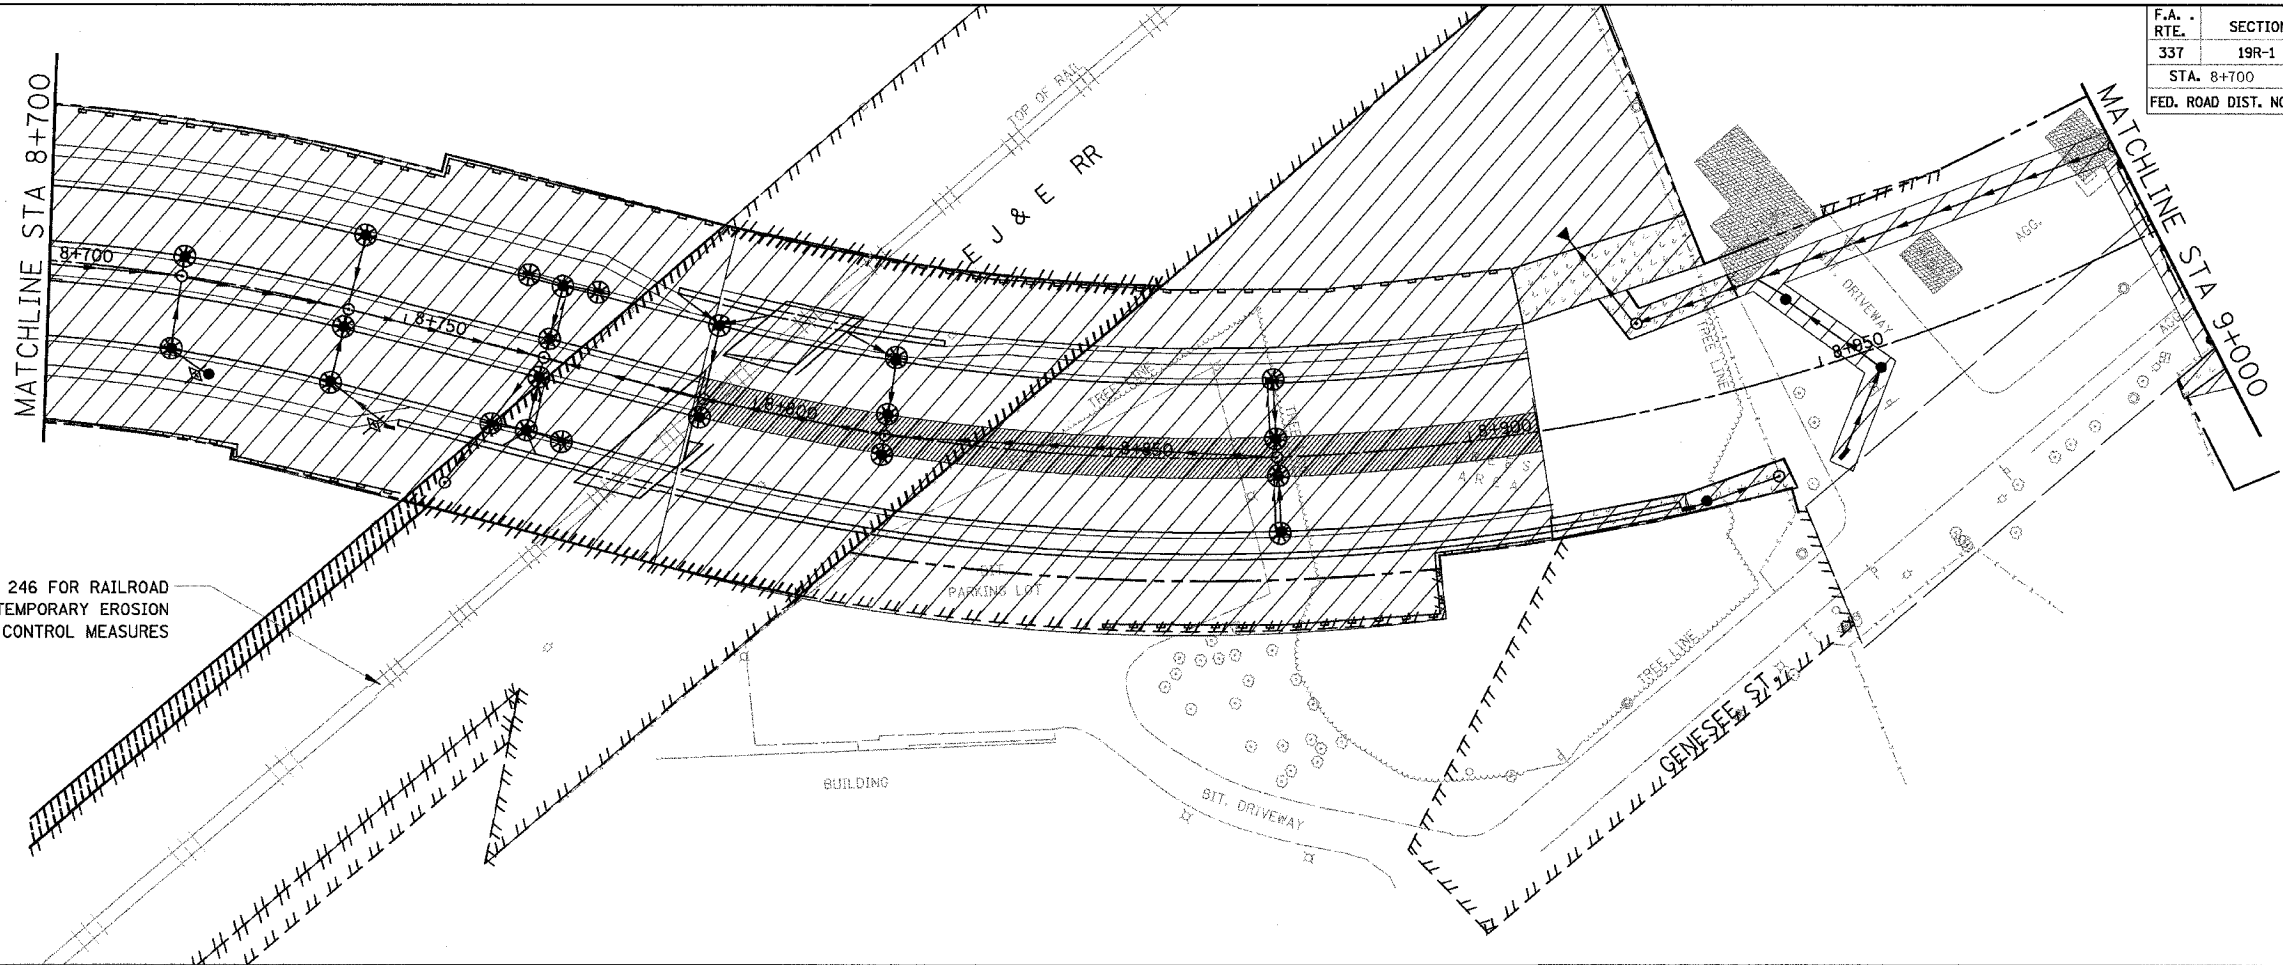 F.A.
RTE.
SECTION
337
19R-1
STA. 8+700
FED. ROAD DIST. NO
MATCHLINE STA 8+700
TOP OF RAIL
E J & E RR
MATCHLINE STA 9+000
AGG.
DRIVEWAY
8+700
8+750
8+800
8+850
8+900
TREE LINE
TREE LINE
8+950
AGG.
AREA
BIT.
PARKING LOT
246 FOR RAILROAD
TEMPORARY EROSION
CONTROL MEASURES
TREE LINE
GENESEE ST.
BUILDING
BIT. DRIVEWAY